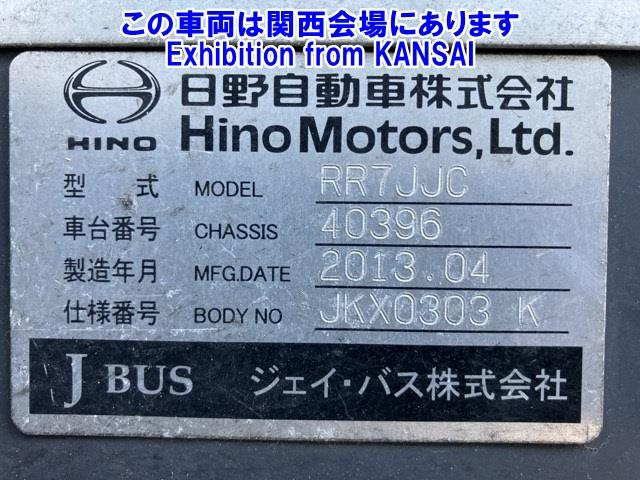 この車両は関西会場にあります
Exhibition from KANSAI
HINO 日野自動車株式会社
Hino Motors, Ltd.
型 式 MODEL RR7JJC
車台番号 CHASSIS 40396
製造年月 MFG.DATE 2013.04
仕様番号 BODY NO JKX0303 K
J BUS ジェイ・バス株式会社